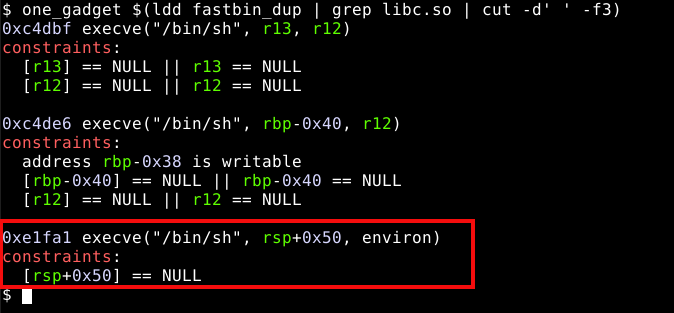 $ one_gadget $(ldd fastbin_dup | grep libc.so | cut -d' ' -f3)
0xc4dbf execve("/bin/sh", r13, r12)
constraints:
  [r13] == NULL || r13 == NULL
  [r12] == NULL || r12 == NULL

0xc4de6 execve("/bin/sh", rbp-0x40, r12)
constraints:
  address rbp-0x38 is writable
  [rbp-0x40] == NULL || rbp-0x40 == NULL
  [r12] == NULL || r12 == NULL

0xe1fa1 execve("/bin/sh", rsp+0x50, environ)
constraints:
  [rsp+0x50] == NULL
$